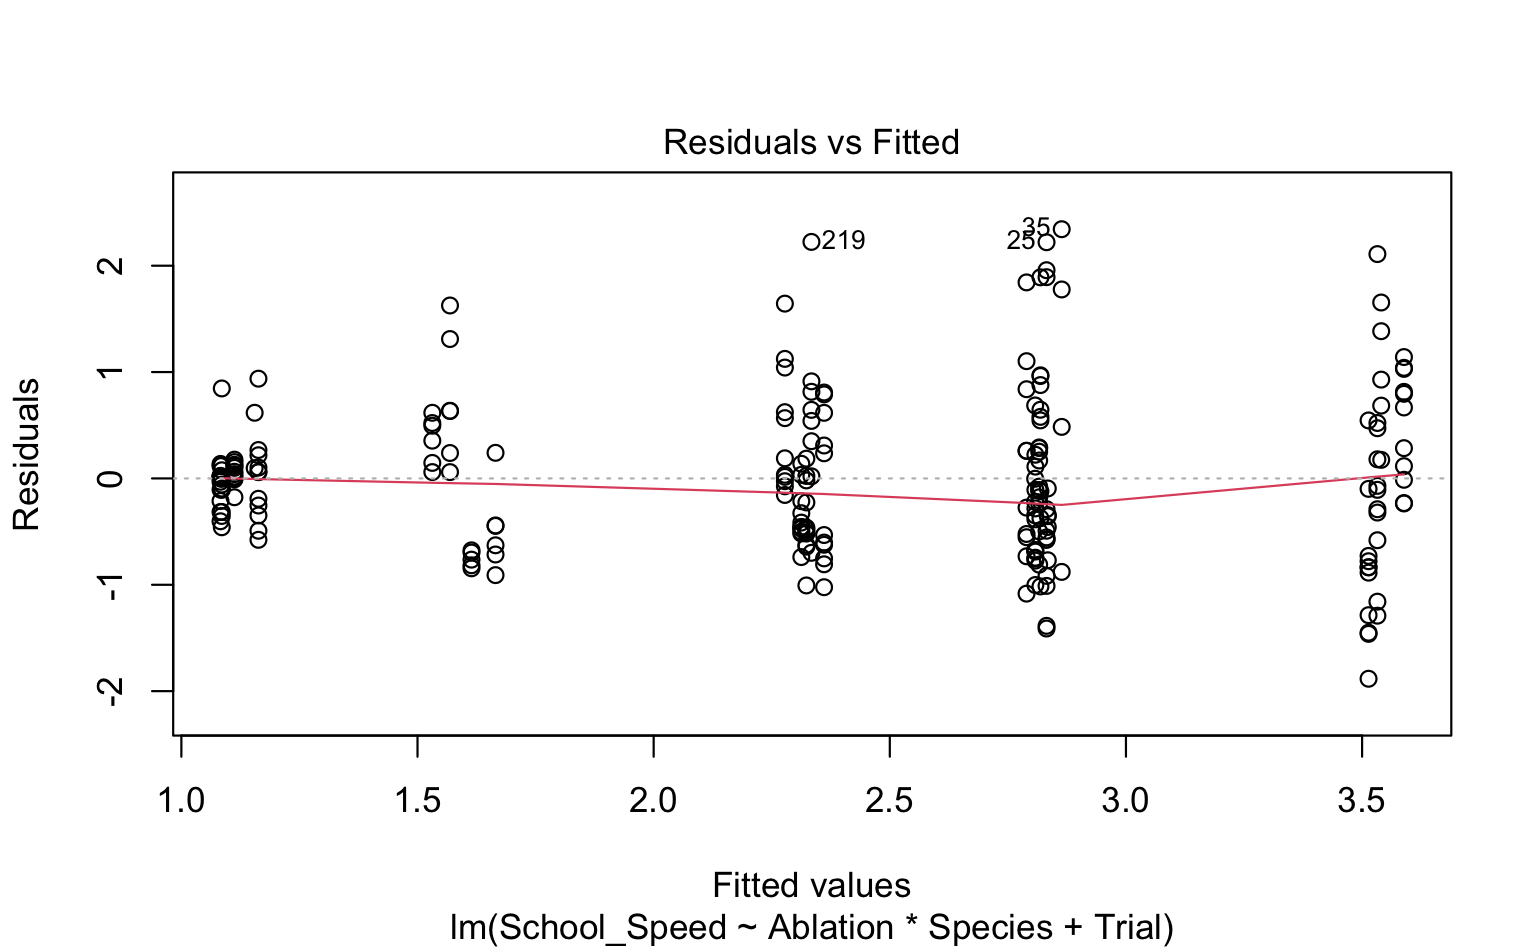 Residuals vs Fitted
Residuals
2
1
0
-1
-2
219
35
25
1.0 1.5 2.0 2.5 3.0 3.5
Fitted values
lm(School_Speed ~ Ablation * Species + Trial)